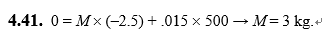 4.41. 0 = M× (−2.5) + .015 × 500 → M= 3 kg.↵